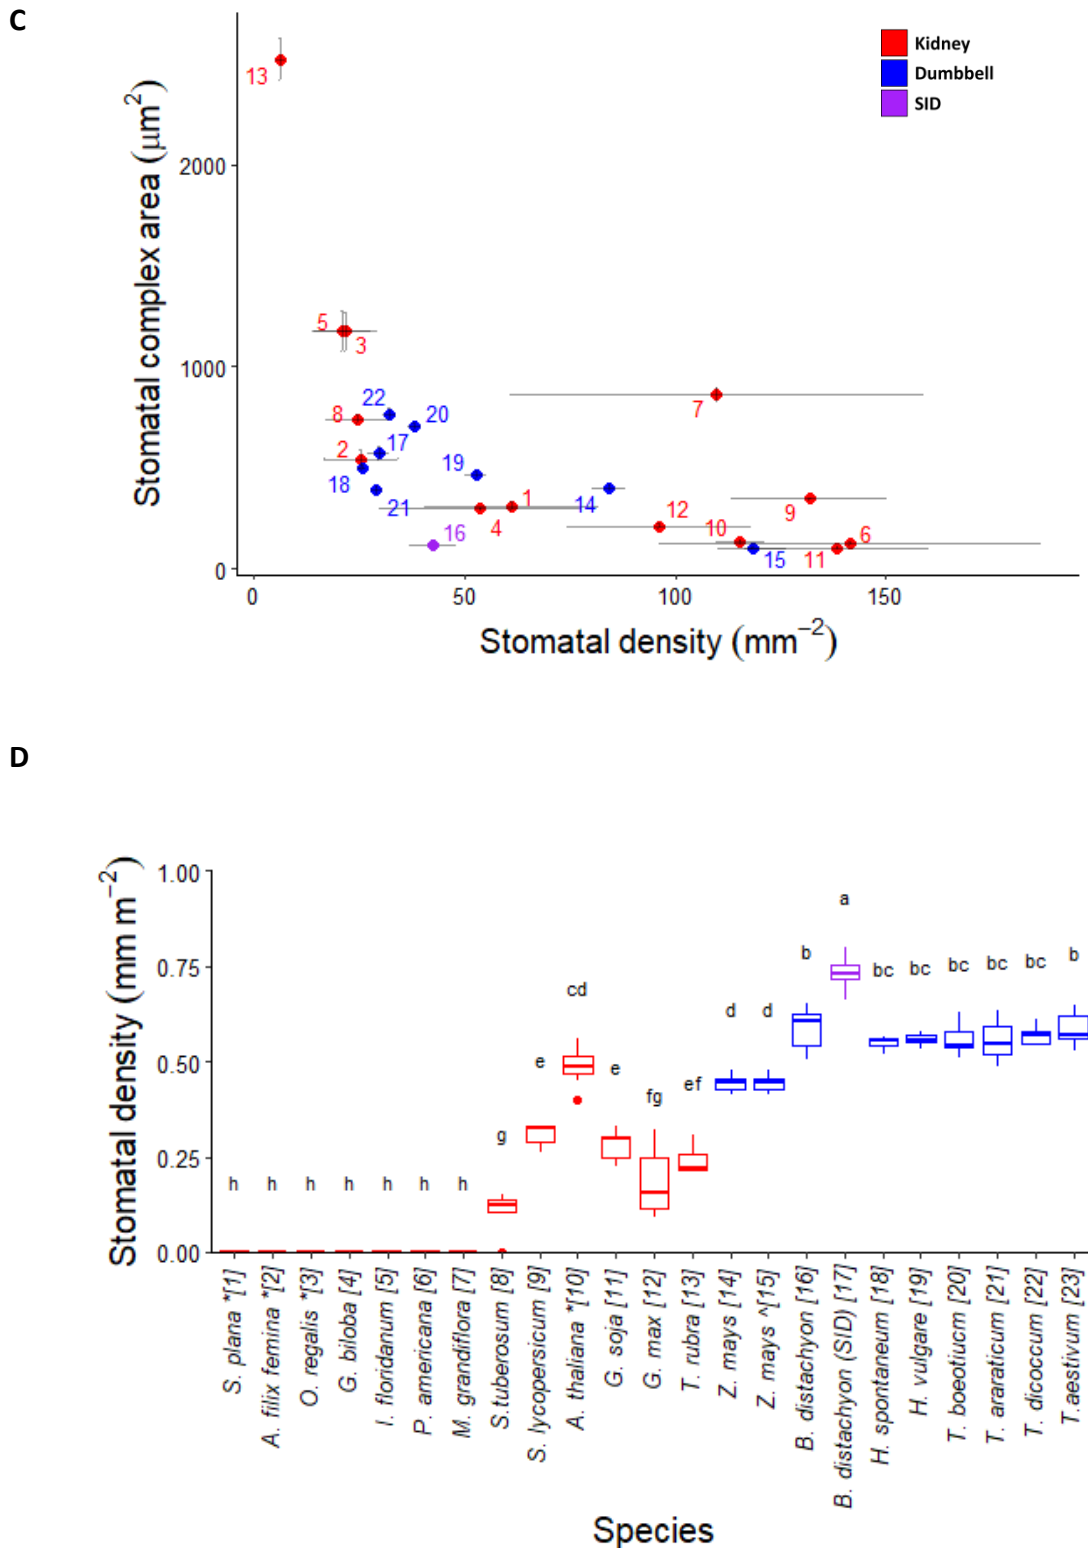 C
Kidney
Dumbbell
SID
Stomatal complex area (μm²)
2000
1000
0
13
5
3
22
20
8
17
2
18
21
19
14
1
4
16
7
12
9
10
6
15
11
0
50
100
150
Stomatal density (mm⁻²)
D
Stomatal density (mm m⁻²)
1.00
0.75
0.50
0.25
0.00
h h h h h h h g e cd e fg ef d d b a bc bc bc bc bc b
S. plana *[1]
A. filix femina *[2]
O. regalis *[3]
G. biloba [4]
I. floridanum [5]
P. americana [6]
M. grandiflora [7]
S.tuberosum [8]
S. lycopersicum [9]
A. thaliana *[10]
G. soja [11]
G. max [12]
T. rubra [13]
Z. mays [14]
Z. mays ^[15]
B. distachyon [16]
B. distachyon (SID) [17]
H. spontaneum [18]
H. vulgare [19]
T. boeotiucm [20]
T. araraticum [21]
T. dicoccum [22]
T.aestivum [23]
Species